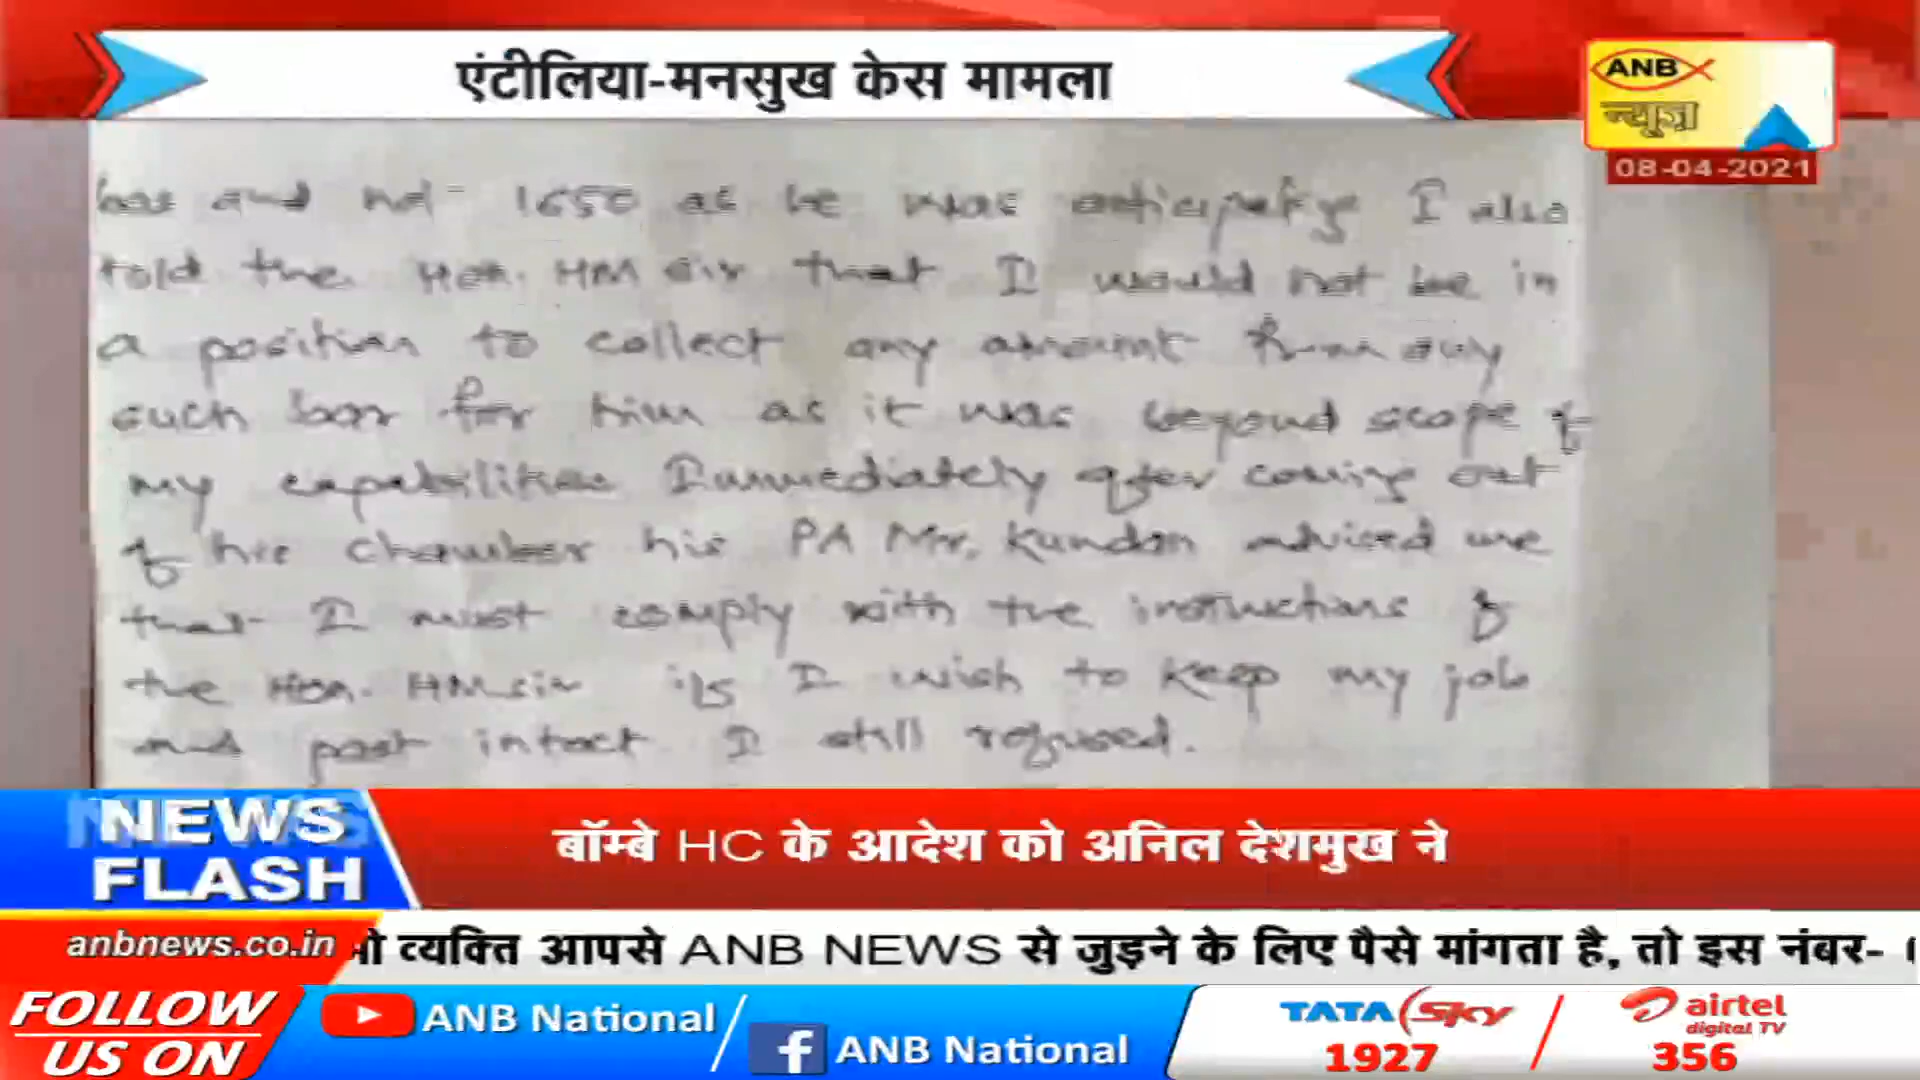 एंटीलिया-मनसुख केस मामला
ANB
न्यूज़
08-04-2021
bar and not 1650 as he was I also
told the Hon. HM sir that I would not be in
a position to collect any amount from any
such bar for him as it was beyond scope of
my capabilities Immediately after coming out
of his chamber his PA Mr. Kundan adviced me
that I must comply with the instructions of
the Hon. HM sir if I wish to keep my job
and post intact I still refused.
NEWS
FLASH
बॉम्बे HC के आदेश को अनिल देशमुख ने
anbnews.co.in
व्यक्ति आपसे ANB NEWS से जुड़ने के लिए पैसे मांगता है, तो इस नंबर- (
FOLLOW
US ON
ANB National
ANB National
TATA Sky
1927
airtel
digital TV
356